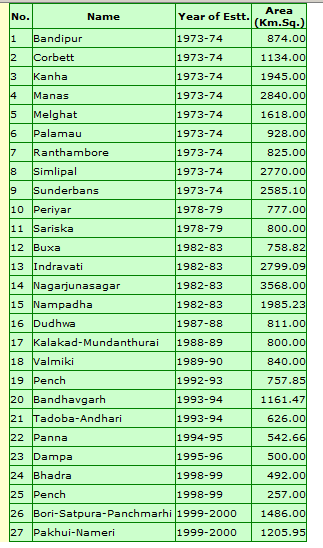 No. Name Year of Estt. Area (Km.Sq.)
1 Bandipur 1973-74 874.00
2 Corbett 1973-74 1134.00
3 Kanha 1973-74 1945.00
4 Manas 1973-74 2840.00
5 Melghat 1973-74 1618.00
6 Palamau 1973-74 928.00
7 Ranthambore 1973-74 825.00
8 Simlipal 1973-74 2770.00
9 Sunderbans 1973-74 2585.10
10 Periyar 1978-79 777.00
11 Sariska 1978-79 800.00
12 Buxa 1982-83 758.82
13 Indravati 1982-83 2799.09
14 Nagarjunasagar 1982-83 3568.00
15 Nampadha 1982-83 1985.23
16 Dudhwa 1987-88 811.00
17 Kalakad-Mundanthurai 1988-89 800.00
18 Valmiki 1989-90 840.00
19 Pench 1992-93 757.85
20 Bandhavgarh 1993-94 1161.47
21 Tadoba-Andhari 1993-94 626.00
22 Panna 1994-95 542.66
23 Dampa 1995-96 500.00
24 Bhadra 1998-99 492.00
25 Pench 1998-99 257.00
26 Bori-Satpura-Panchmarhi 1999-2000 1486.00
27 Pakhui-Nameri 1999-2000 1205.95